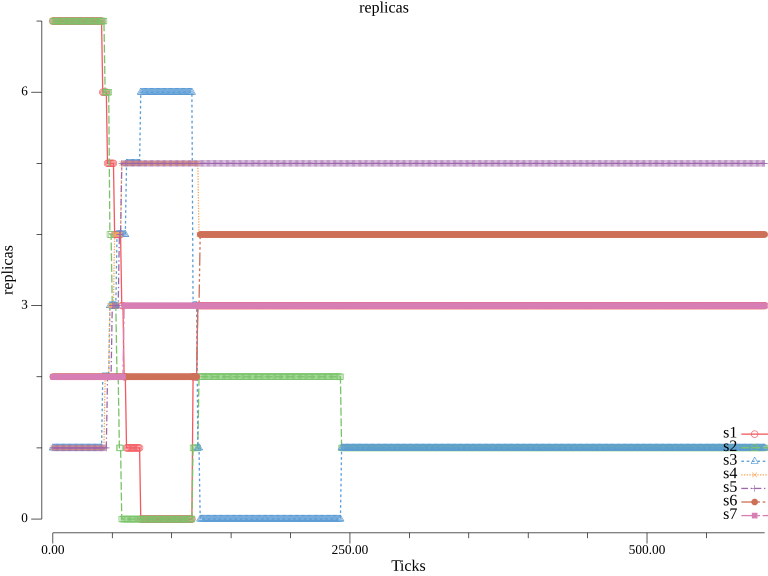 replicas
6
replicas
3
s1
s2
s3
s4
s5
s6
s7
0
0.00
250.00
500.00
Ticks